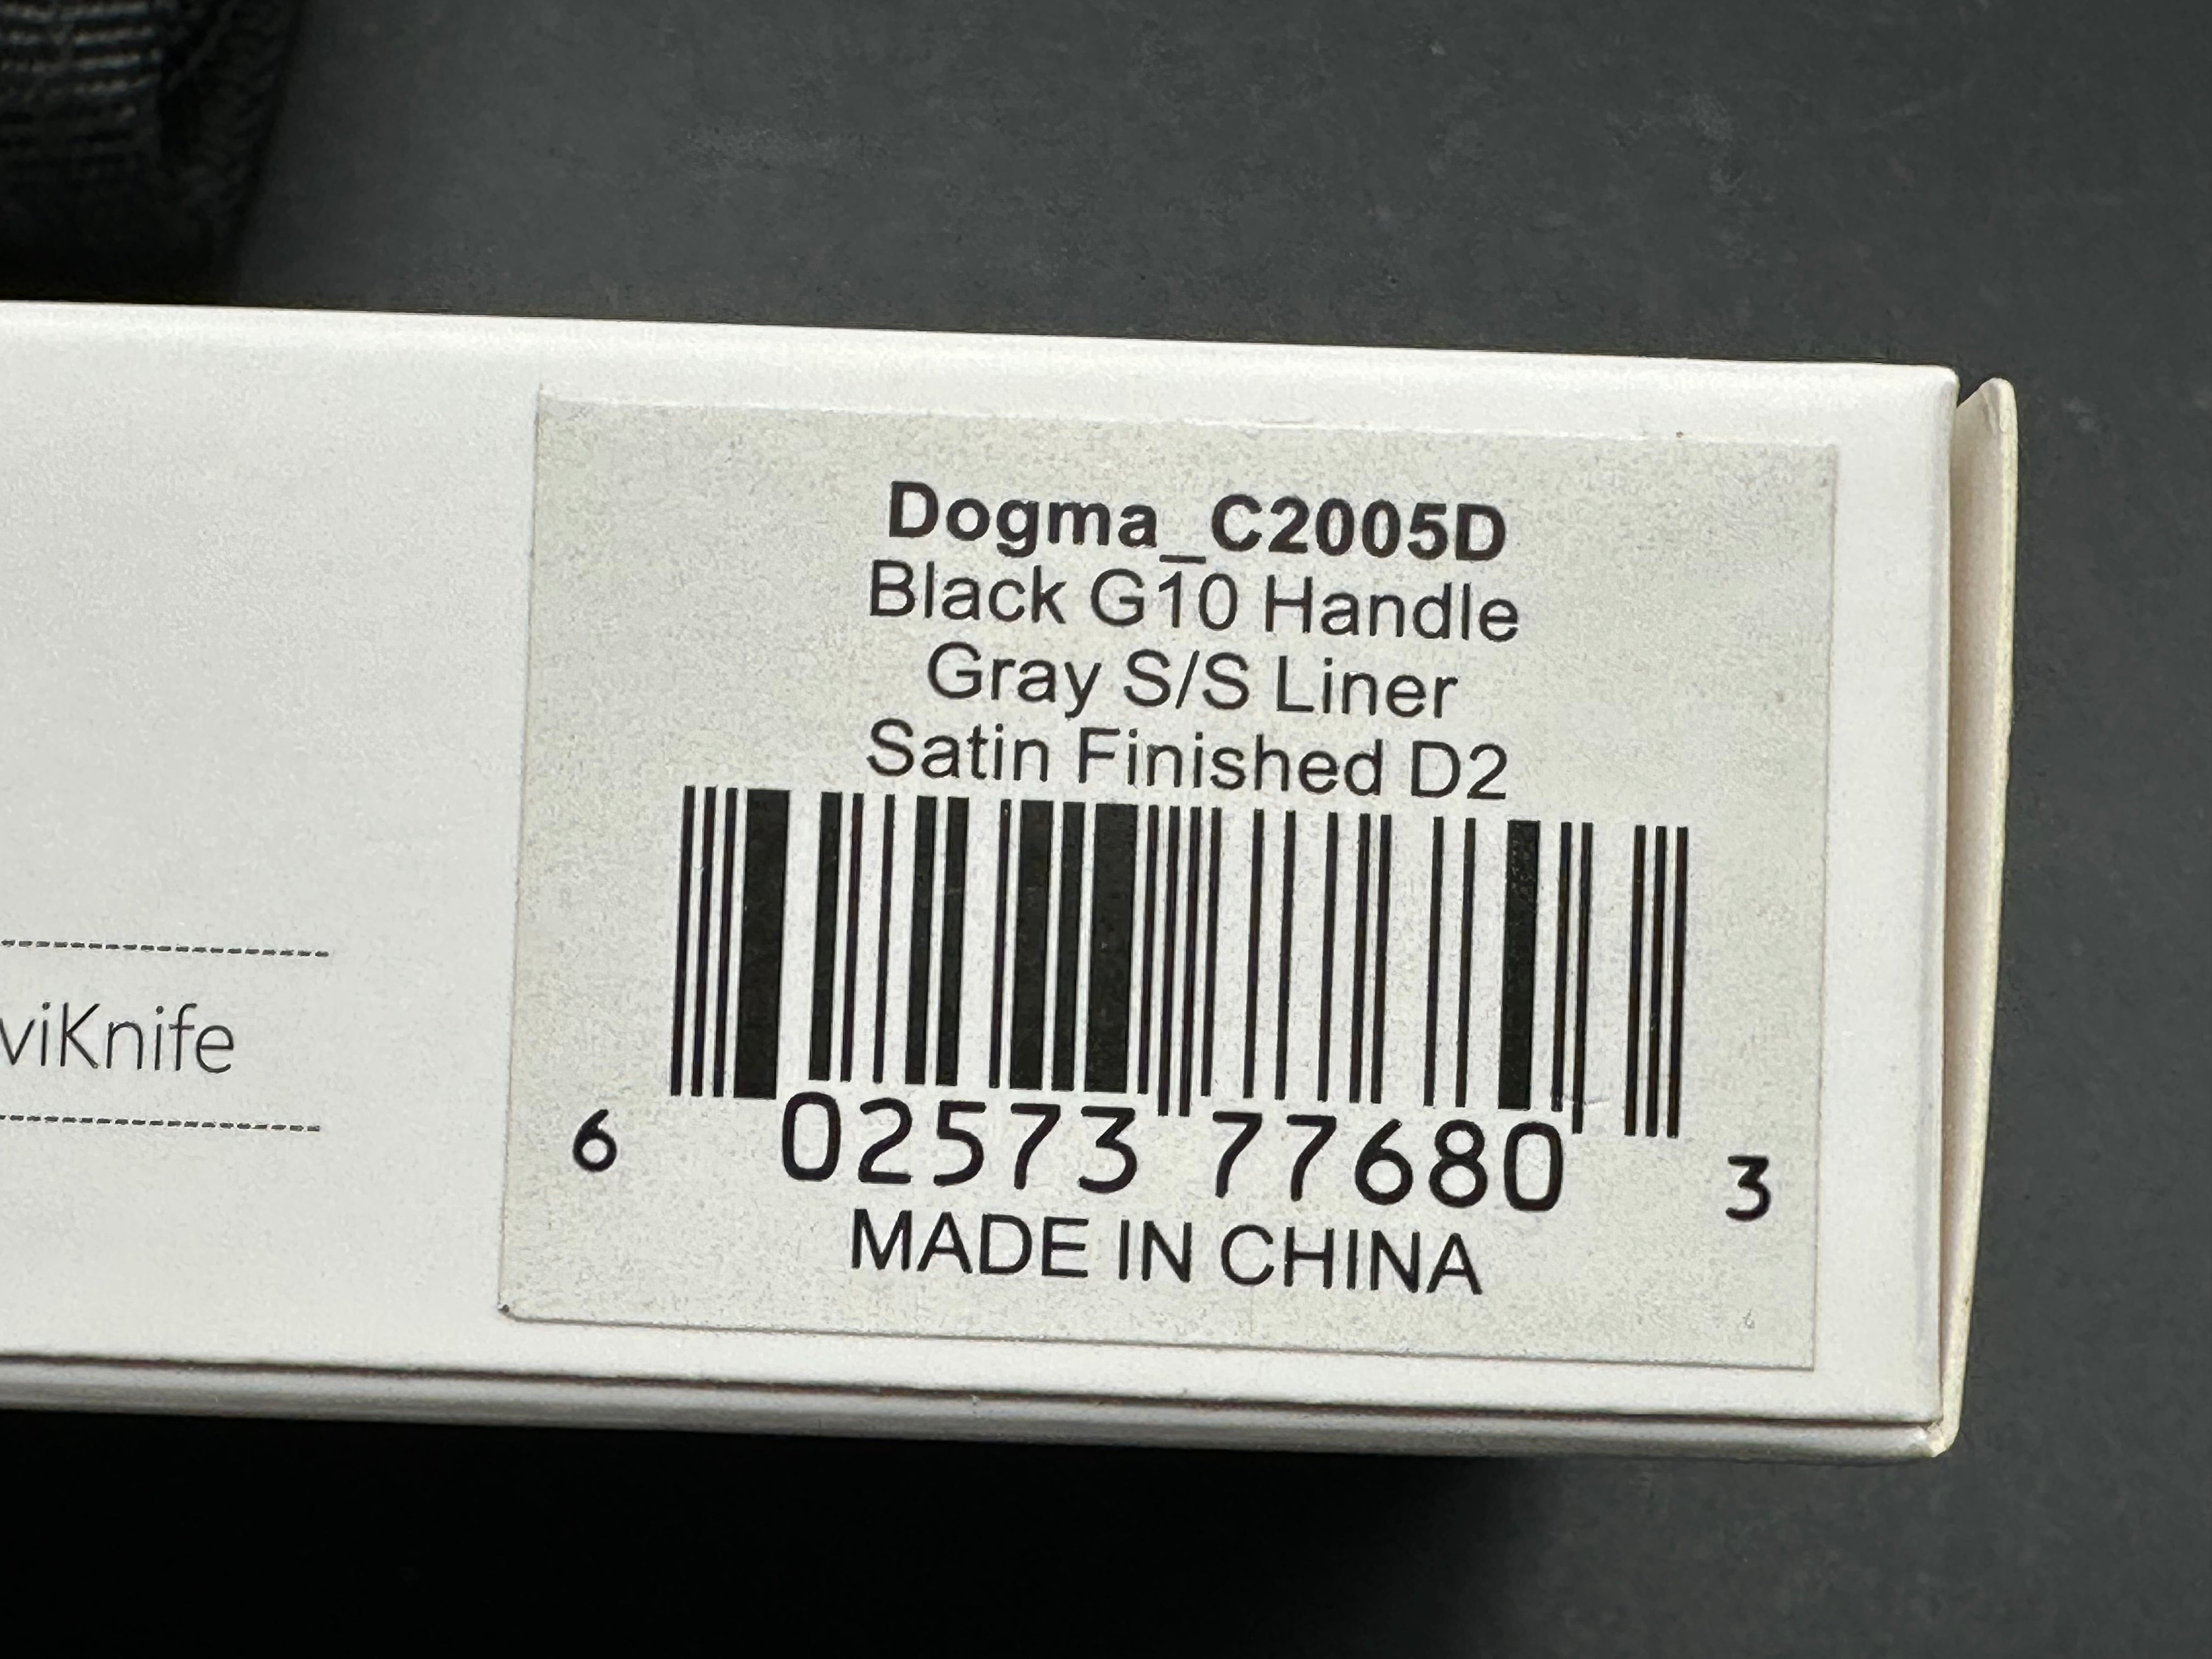 Dogma_C2005D
Black G10 Handle
Gray S/S Liner
Satin Finished D2
6 02573 77680 3
MADE IN CHINA
viKnife